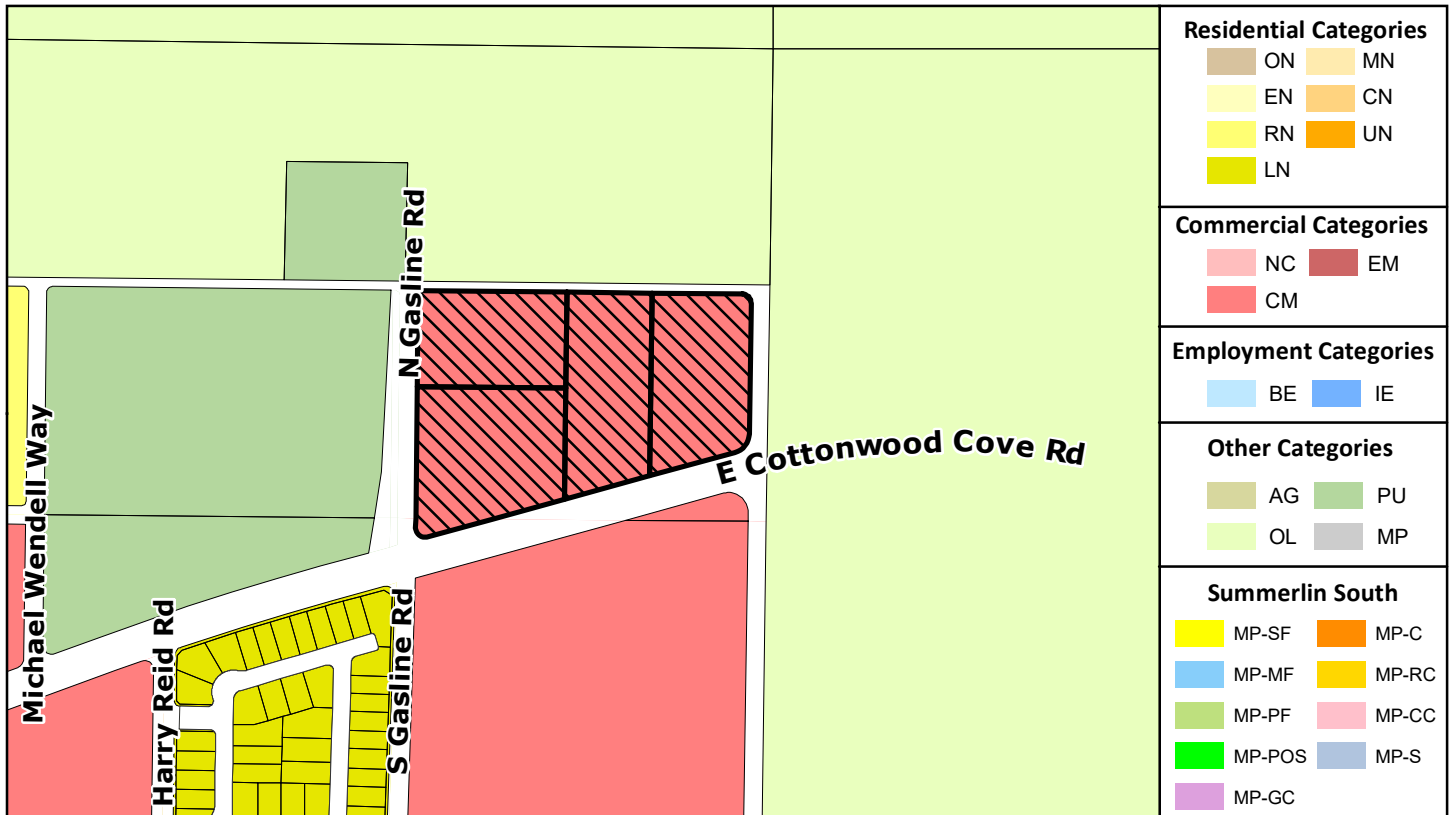 N Gasline Rd
E Cottonwood Cove Rd
Michael Wendell Way
Harry Reid Rd
S Gasline Rd
Residential Categories
ON MN
EN CN
RN UN
LN
Commercial Categories
NC EM
CM
Employment Categories
BE IE
Other Categories
AG PU
OL MP
Summerlin South
MP-SF MP-C
MP-MF MP-RC
MP-PF MP-CC
MP-POS MP-S
MP-GC